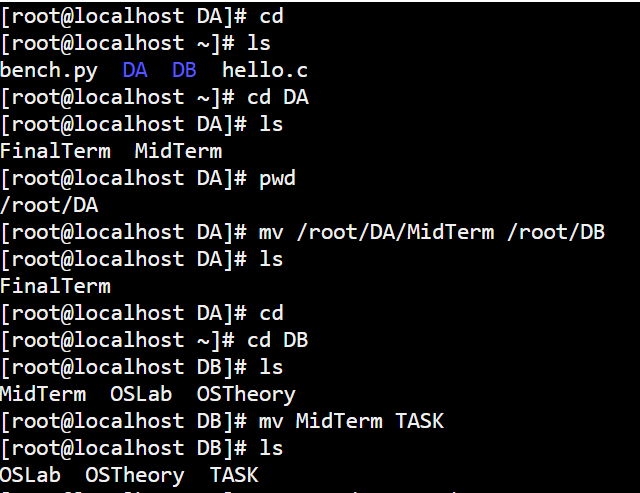 [root@localhost DA]# cd
[root@localhost ~]# ls
bench.py  DA  DB  hello.c
[root@localhost ~]# cd DA
[root@localhost DA]# ls
FinalTerm  MidTerm
[root@localhost DA]# pwd
/root/DA
[root@localhost DA]# mv /root/DA/MidTerm /root/DB
[root@localhost DA]# ls
FinalTerm
[root@localhost DA]# cd
[root@localhost ~]# cd DB
[root@localhost DB]# ls
MidTerm  OSLab  OSTheory
[root@localhost DB]# mv MidTerm TASK
[root@localhost DB]# ls
OSLab  OSTheory  TASK